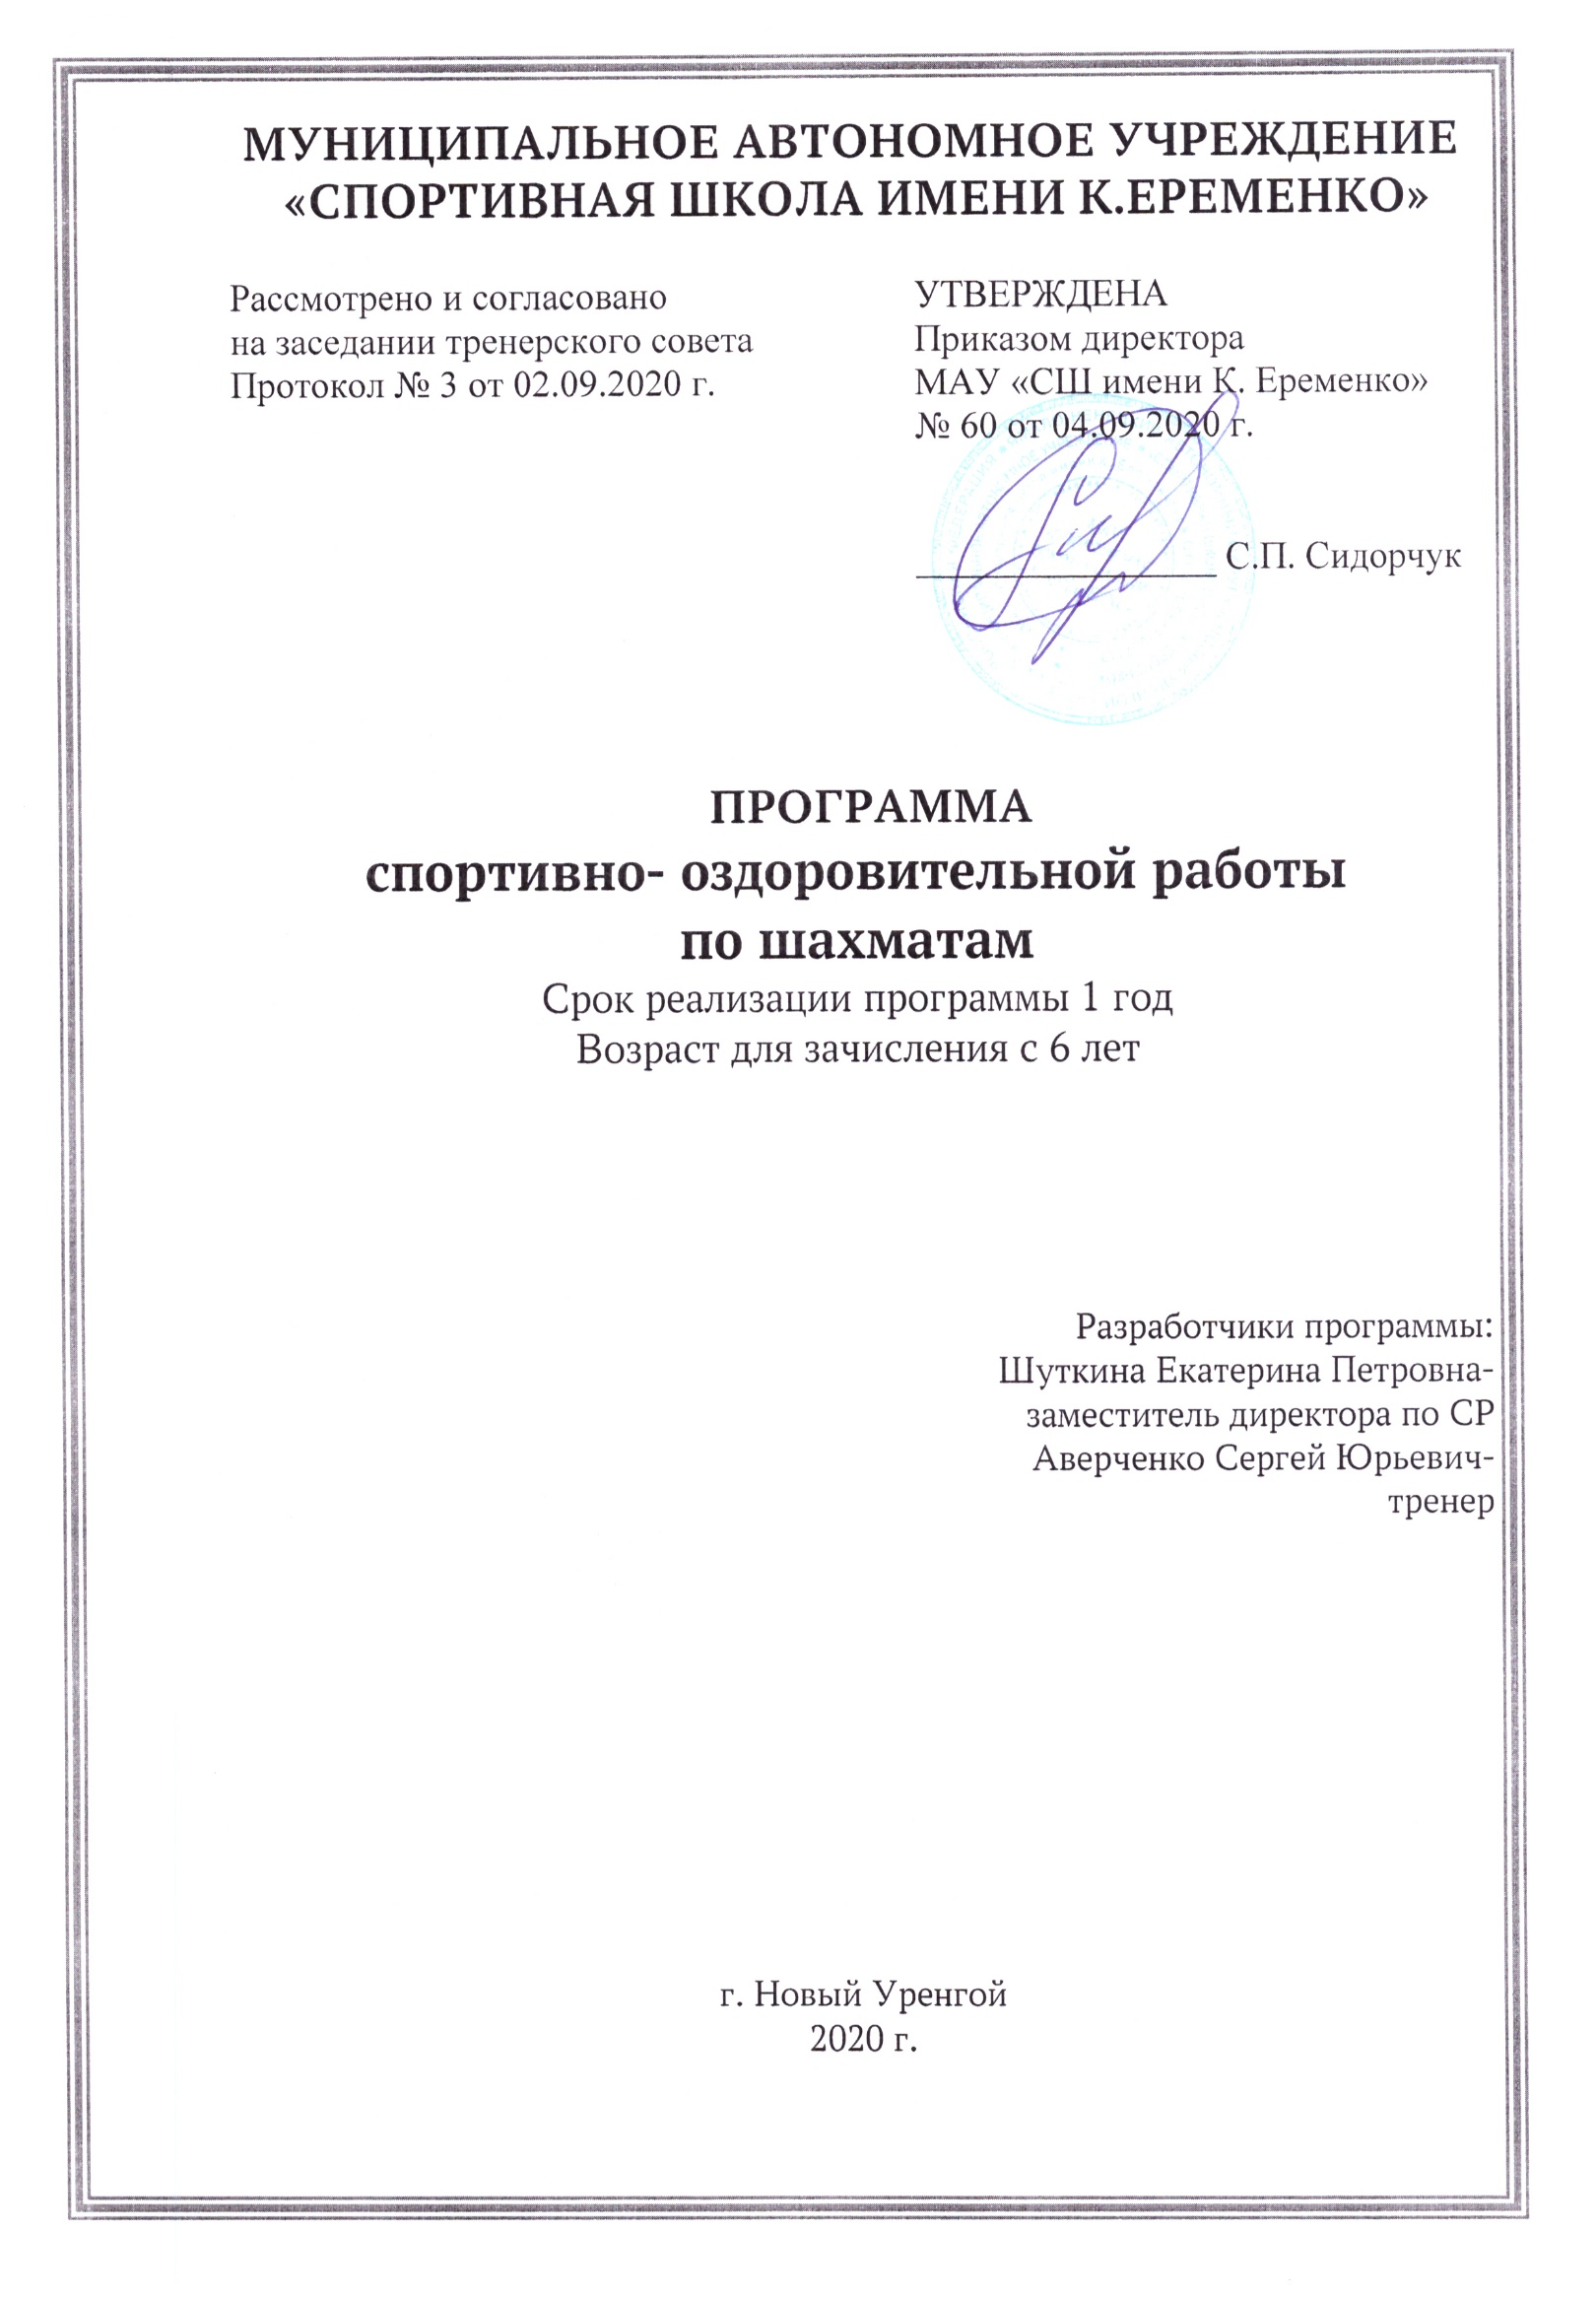 МУНИЦИПАЛЬНОЕ АВТОНОМНОЕ УЧРЕЖДЕНИЕ
«СПОРТИВНАЯ ШКОЛА ИМЕНИ К.ЕРЕМЕНКО»
Рассмотрено и согласовано
на заседании тренерского совета
Протокол № 3 от 02.09.2020 г.
УТВЕРЖДЕНА
Приказом директора
МАУ «СШ имени К. Еременко»
№ 60 от 04.09.2020 г.
С.П. Сидорчук
ПРОГРАММА
спортивно- оздоровительной работы
по шахматам
Срок реализации программы 1 год
Возраст для зачисления с 6 лет
Разработчики программы:
Шуткина Екатерина Петровна-
заместитель директора по СР
Аверченко Сергей Юрьевич-
тренер
г. Новый Уренгой
2020 г.